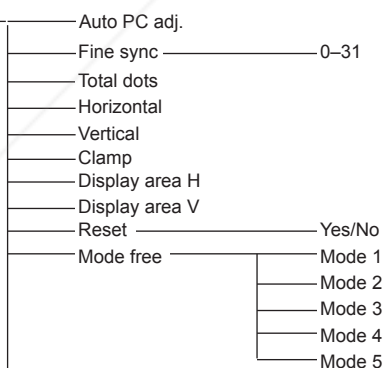 Auto PC adj.
Fine sync 0–31
Total dots
Horizontal
Vertical
Clamp
Display area H
Display area V
Reset Yes/No
Mode free Mode 1
Mode 2
Mode 3
Mode 4
Mode 5